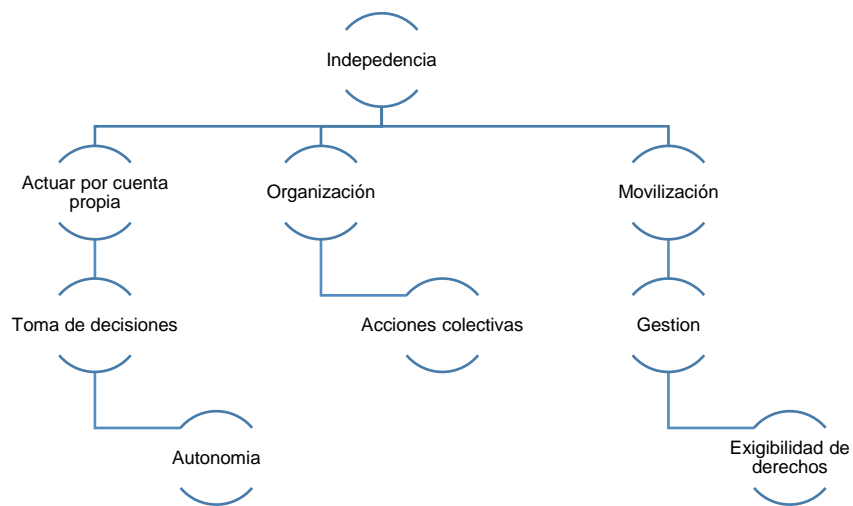 Indepedencia
Actuar por cuenta
propia
Organización
Movilización
Toma de decisiones
Acciones colectivas
Gestion
Autonomia
Exigibilidad de
derechos